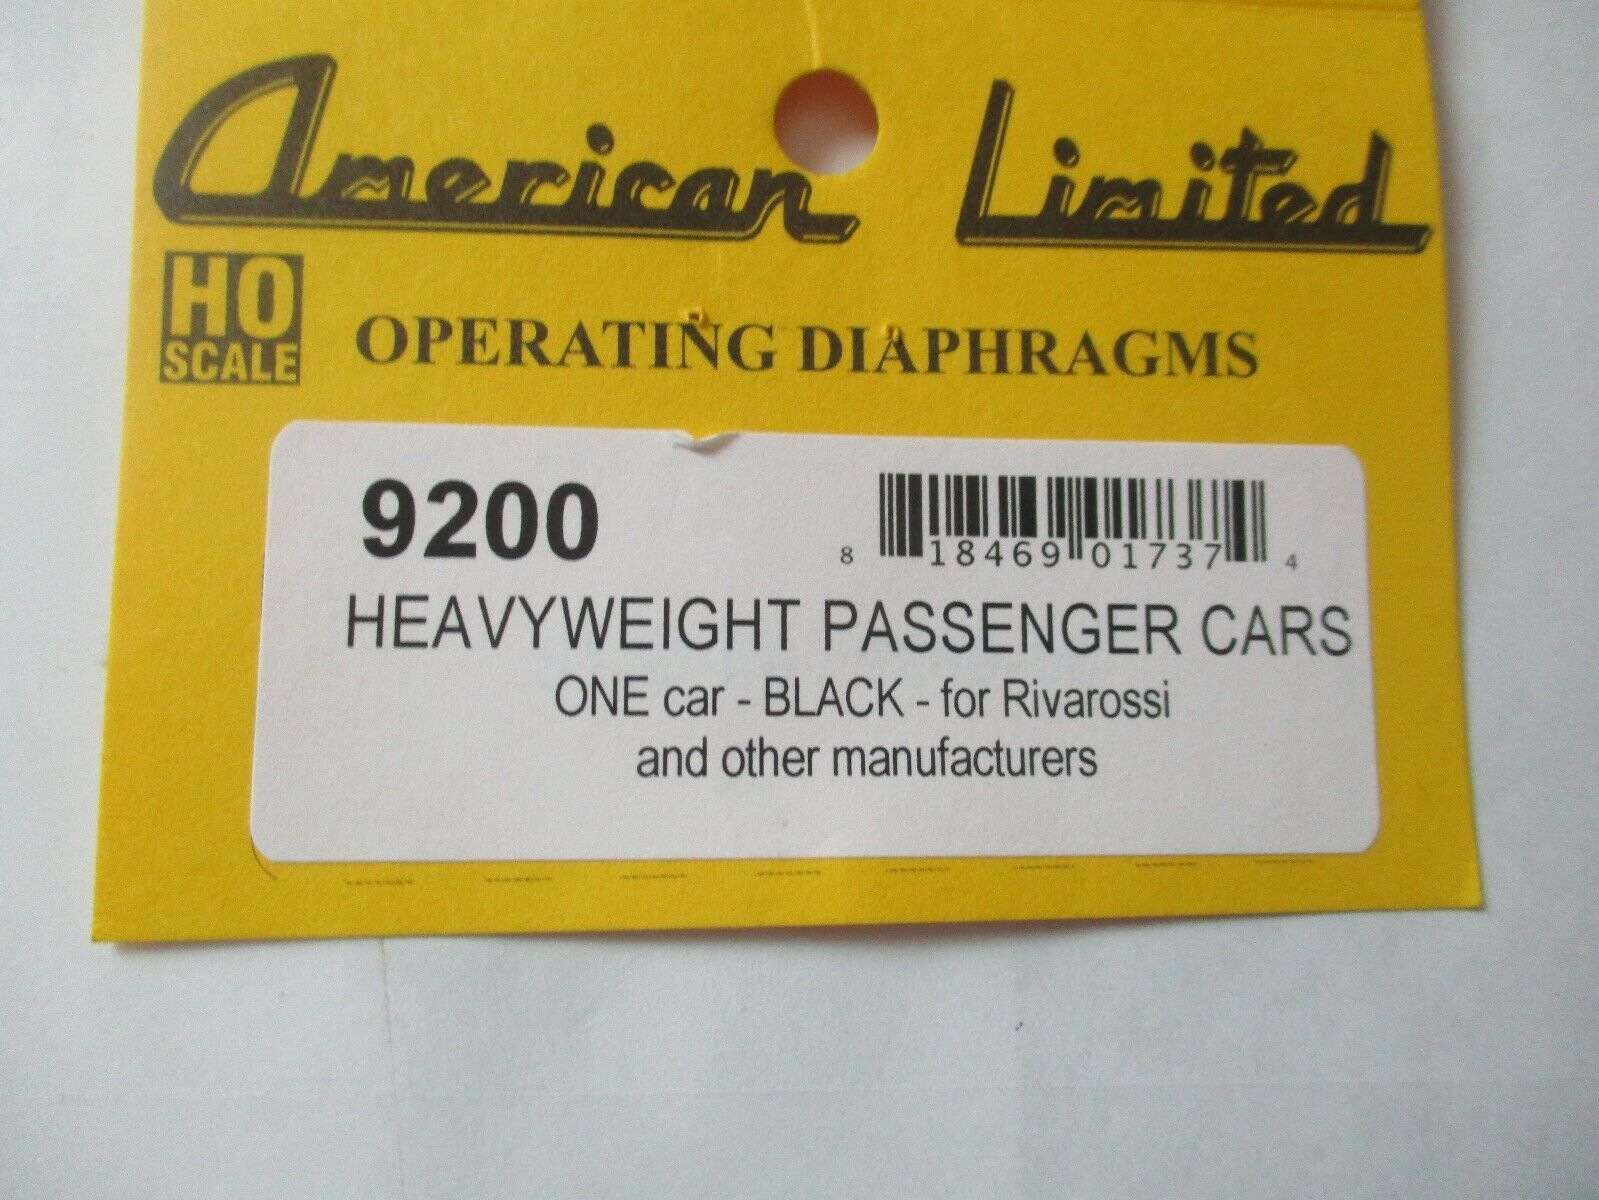 American Limited
HO
SCALE
OPERATING DIAPHRAGMS
9200
8 18469 01737 4
HEAVYWEIGHT PASSENGER CARS
ONE car - BLACK - for Rivarossi
and other manufacturers